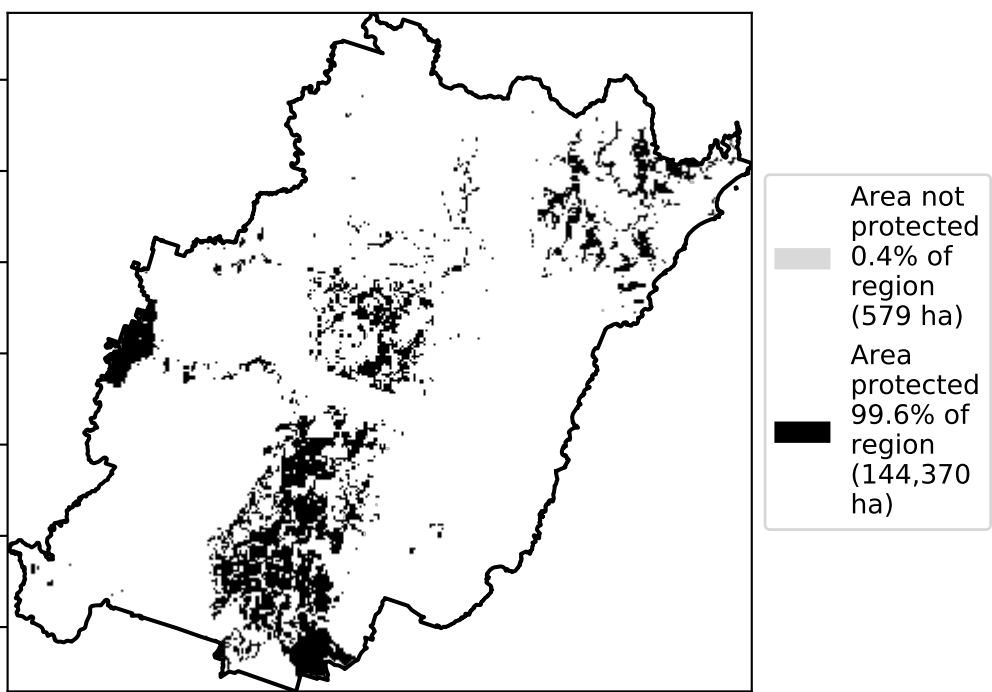 Area not
protected
0.4% of
region
(579 ha)
Area
protected
99.6% of
region
(144,370
ha)